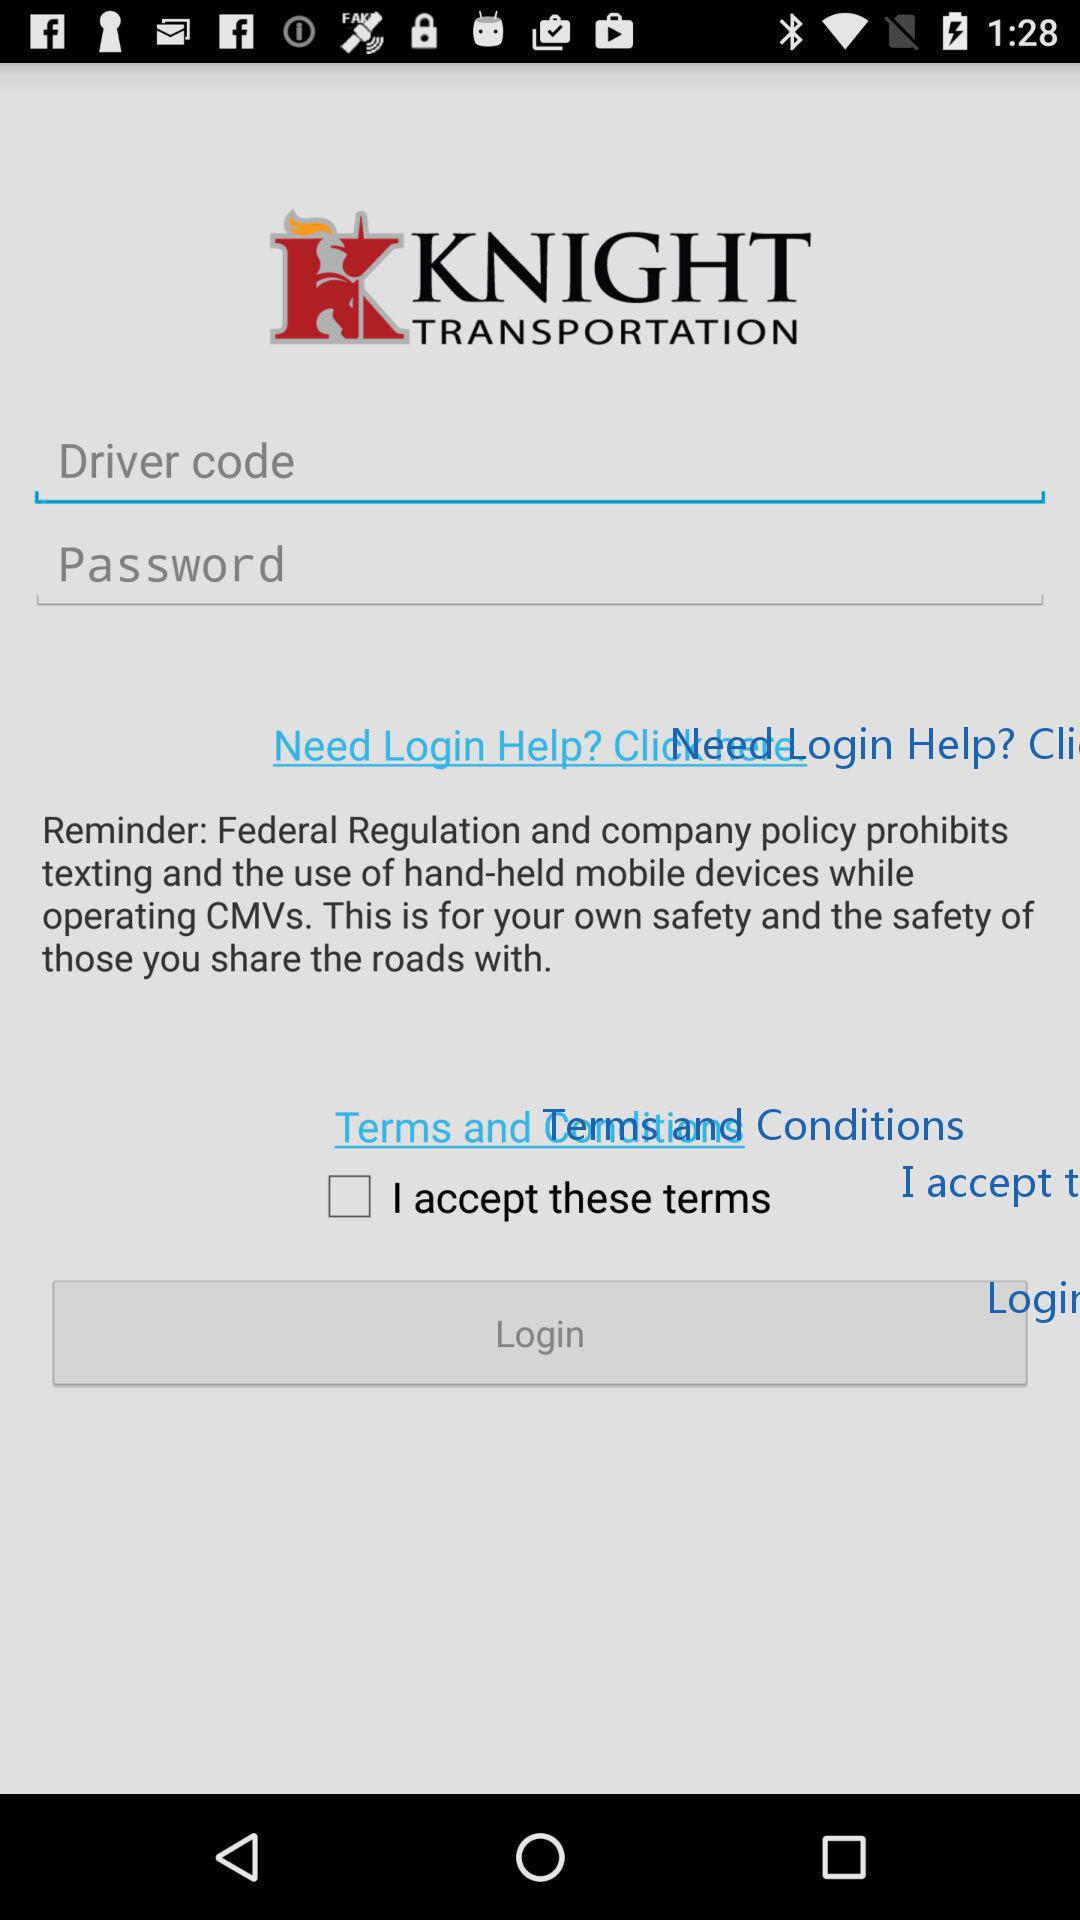 FAK
1:28
KNIGHT
TRANSPORTATION
Driver code
Password
Need Login Help? Click here.
Need Login Help? Cli
Reminder: Federal Regulation and company policy prohibits
texting and the use of hand-held mobile devices while
operating CMVs. This is for your own safety and the safety of
those you share the roads with.
Terms and Conditions
Terms and Conditions
I accept t
I accept these terms
Login
Login